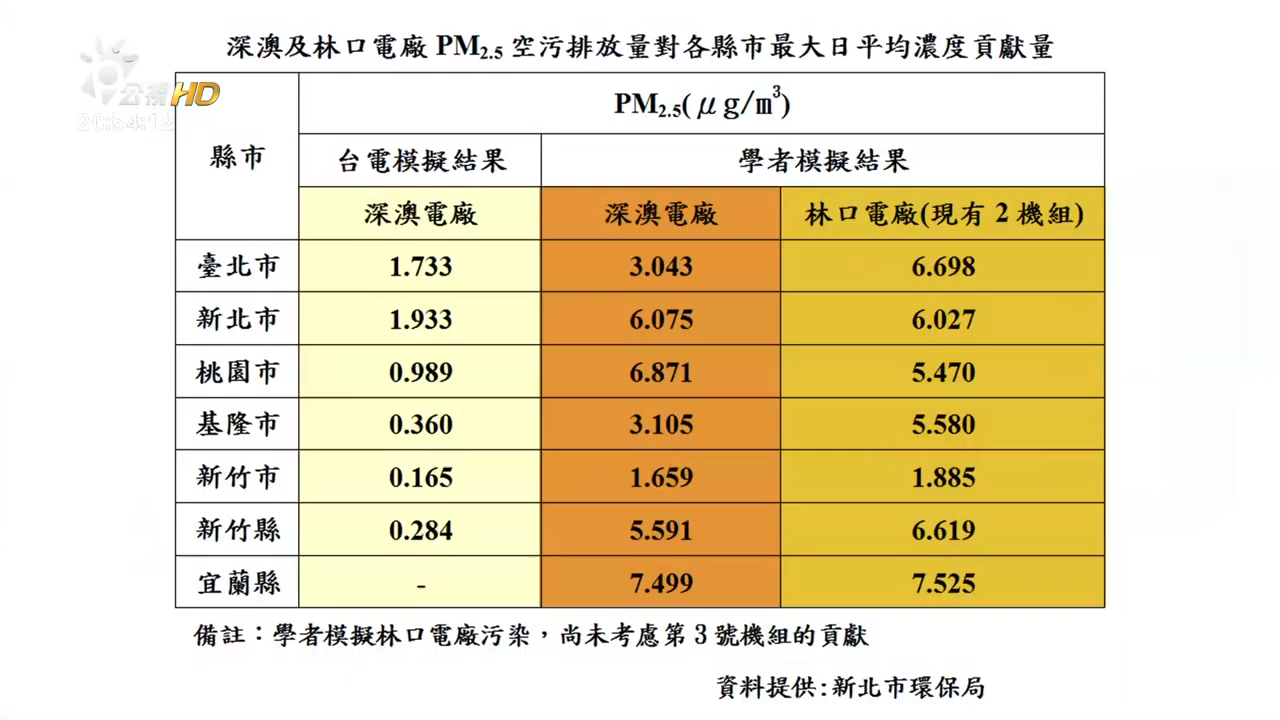 深澳及林口電廠 PM2.5 空污排放量對各縣市最大日平均濃度貢獻量
公視HD
縣市 PM2.5(μg/m³)
台電模擬結果 學者模擬結果
深澳電廠 深澳電廠 林口電廠(現有 2 機組)
臺北市 1.733 3.043 6.698
新北市 1.933 6.075 6.027
桃園市 0.989 6.871 5.470
基隆市 0.360 3.105 5.580
新竹市 0.165 1.659 1.885
新竹縣 0.284 5.591 6.619
宜蘭縣 - 7.499 7.525
備註：學者模擬林口電廠污染，尚未考慮第 3 號機組的貢獻
資料提供:新北市環保局